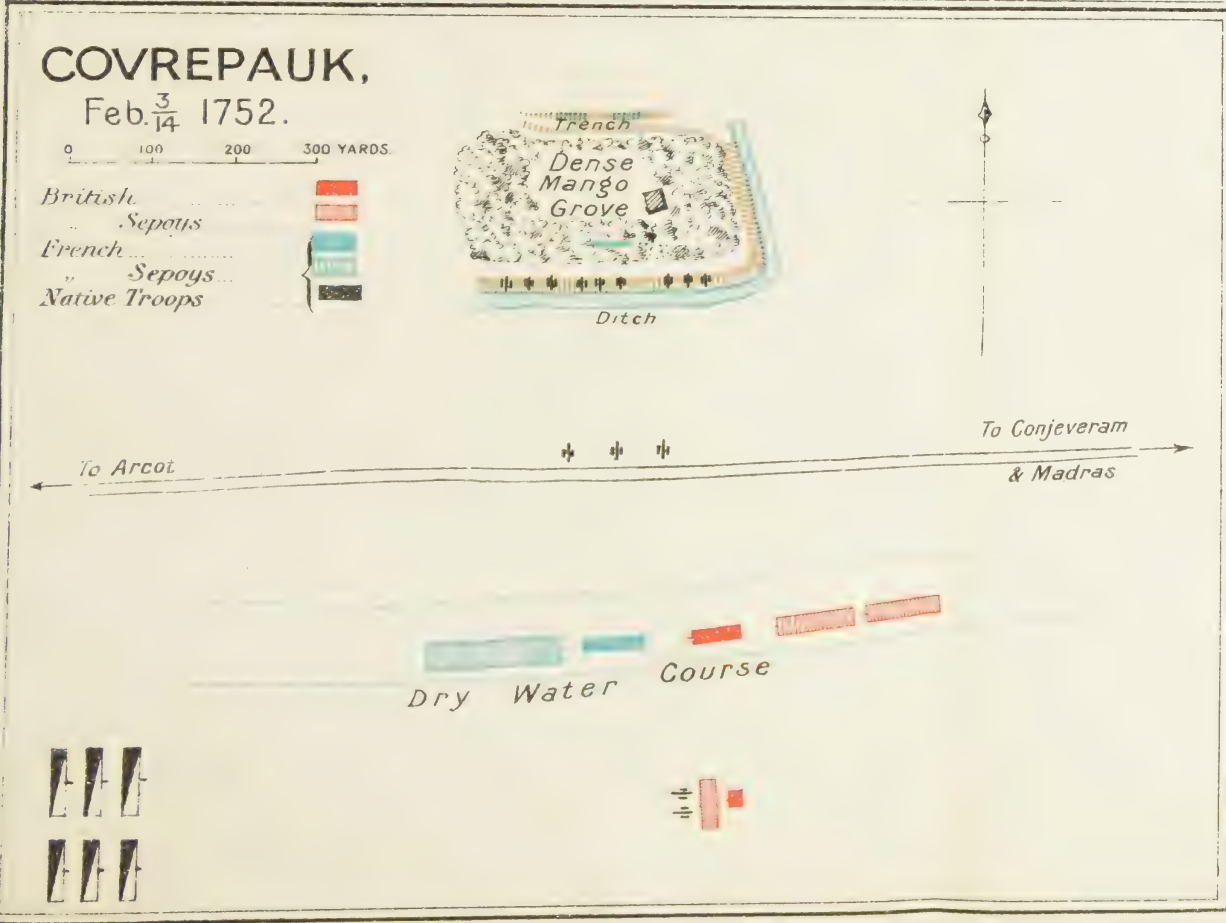 COVREPAUK,
Feb. 3/14 1752.
0 100 200 300 YARDS.
British
„ Sepoys
French
„ Sepoys
Native Troops
Trench
Dense
Mango
Grove
Ditch
To Arcot
To Conjeveram
& Madras
Dry Water Course